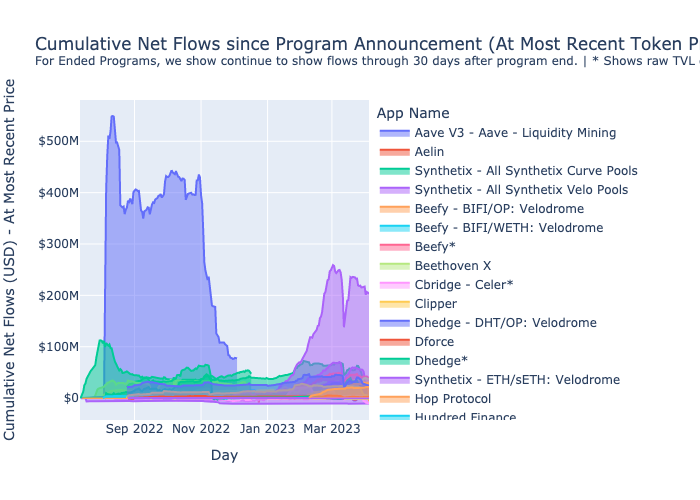 Cumulative Net Flows since Program Announcement (At Most Recent Token P
For Ended Programs, we show continue to show flows through 30 days after program end. | * Shows raw TVL
Cumulative Net Flows (USD) - At Most Recent Price
$500M
$400M
$300M
$200M
$100M
$0
Sep 2022
Nov 2022
Jan 2023
Mar 2023
Day
App Name
Aave V3 - Aave - Liquidity Mining
Aelin
Synthetix - All Synthetix Curve Pools
Synthetix - All Synthetix Velo Pools
Beefy - BIFI/OP: Velodrome
Beefy - BIFI/WETH: Velodrome
Beefy*
Beethoven X
Cbridge - Celer*
Clipper
Dhedge - DHT/OP: Velodrome
Dforce
Dhedge*
Synthetix - ETH/sETH: Velodrome
Hop Protocol
Hundred Finance